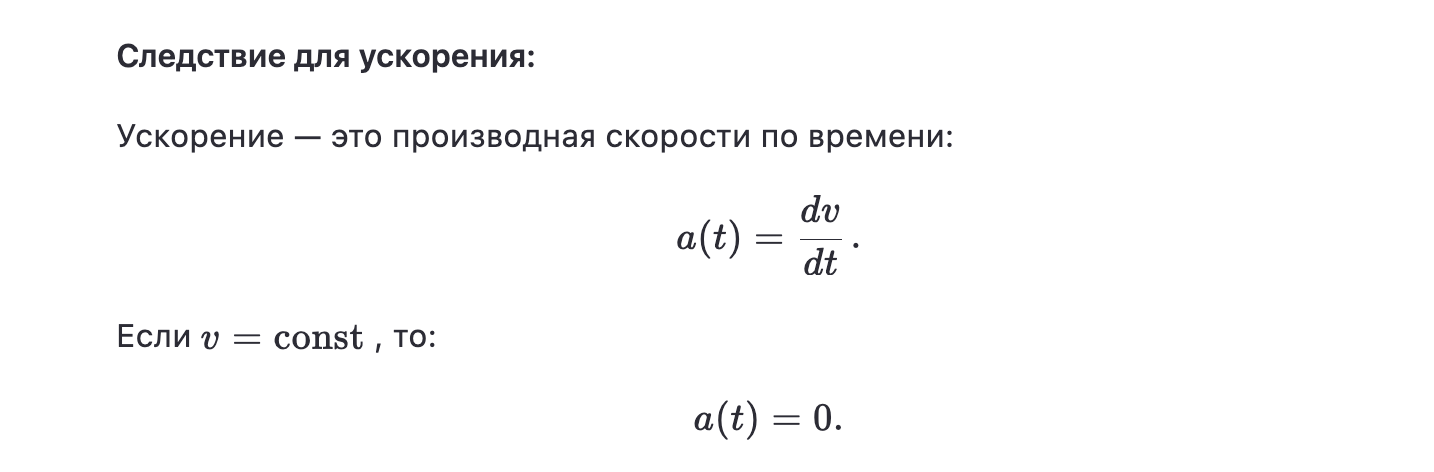 Следствие для ускорения:
Ускорение — это производная скорости по времени:
a(t) = dv/dt.
Если v = const , то:
a(t) = 0.